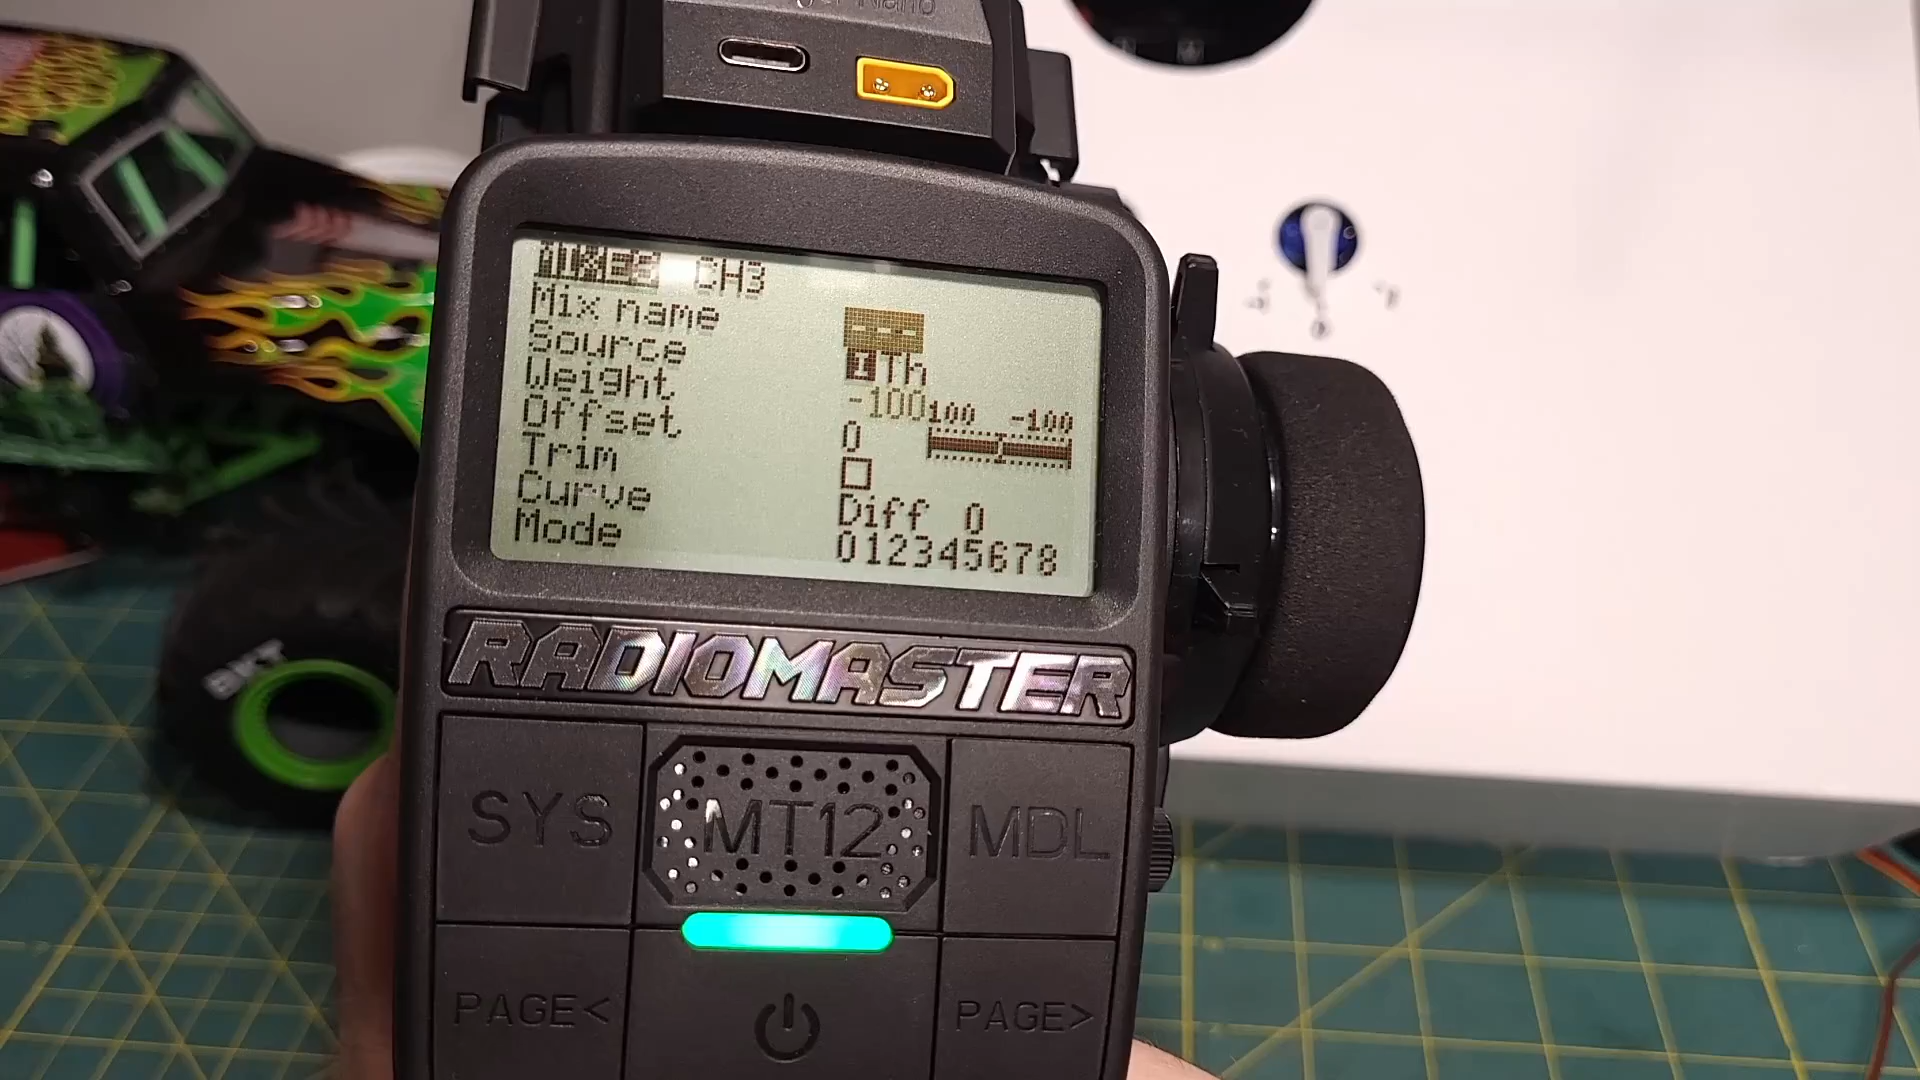 MIXES CH3
Mix name ---
Source I Th
Weight -100 100 -100
Offset 0
Trim
Curve Diff 0
Mode 012345678
RADIOMASTER
SYS MT12 MDL
PAGE< PAGE>
BKT